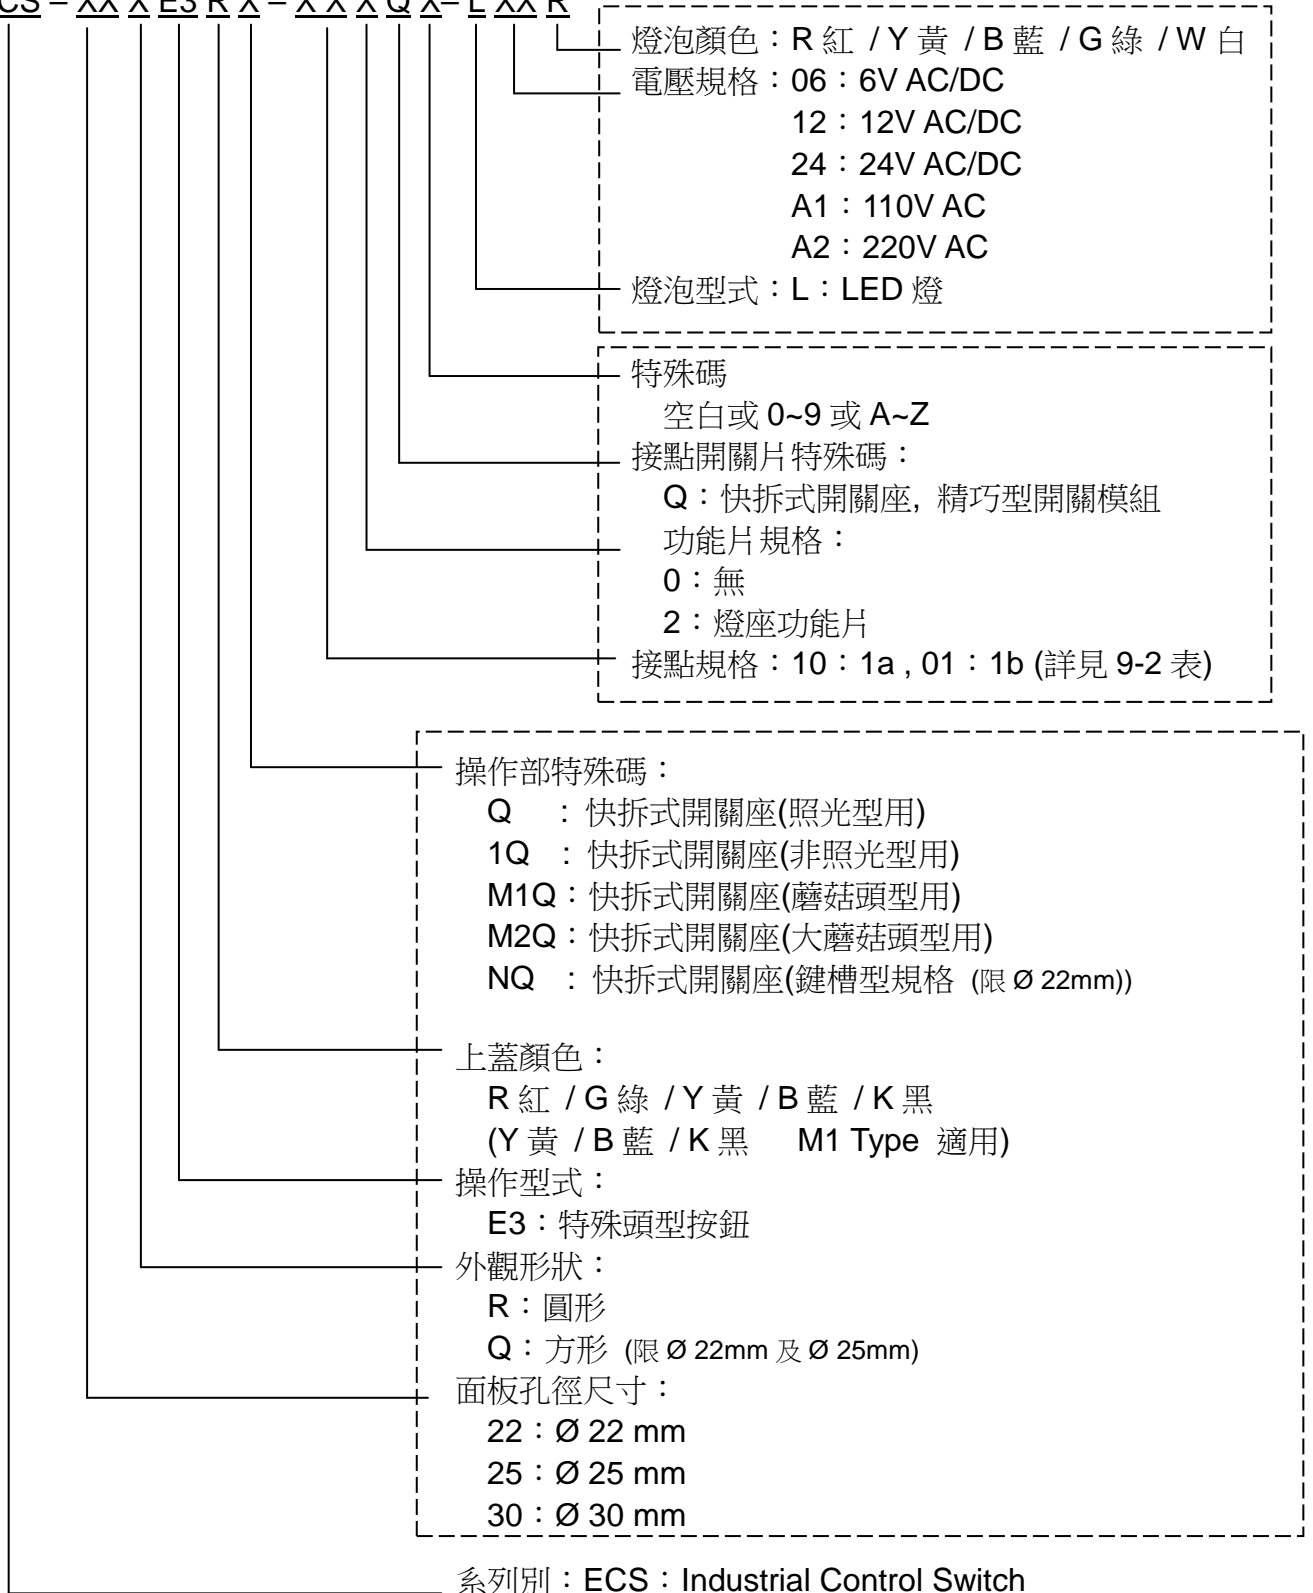 CS – XX X E3 R X – X X X Q X– L XX R
燈泡顏色：R 紅 / Y 黃 / B 藍 / G 綠 / W 白
電壓規格：06：6V AC/DC
12：12V AC/DC
24：24V AC/DC
A1：110V AC
A2：220V AC
燈泡型式：L：LED 燈
特殊碼
空白或 0~9 或 A~Z
接點開關片特殊碼：
Q：快拆式開關座, 精巧型開關模組
功能片規格：
0：無
2：燈座功能片
接點規格：10：1a , 01：1b (詳見 9-2 表)
操作部特殊碼：
Q : 快拆式開關座(照光型用)
1Q : 快拆式開關座(非照光型用)
M1Q：快拆式開關座(蘑菇頭型用)
M2Q：快拆式開關座(大蘑菇頭型用)
NQ : 快拆式開關座(鍵槽型規格 (限 Ø 22mm))
上蓋顏色：
R 紅 / G 綠 / Y 黃 / B 藍 / K 黑
(Y 黃 / B 藍 / K 黑 M1 Type 適用)
操作型式：
E3：特殊頭型按鈕
外觀形狀：
R：圓形
Q：方形 (限 Ø 22mm 及 Ø 25mm)
面板孔徑尺寸：
22：Ø 22 mm
25：Ø 25 mm
30：Ø 30 mm
系列別：ECS：Industrial Control Switch